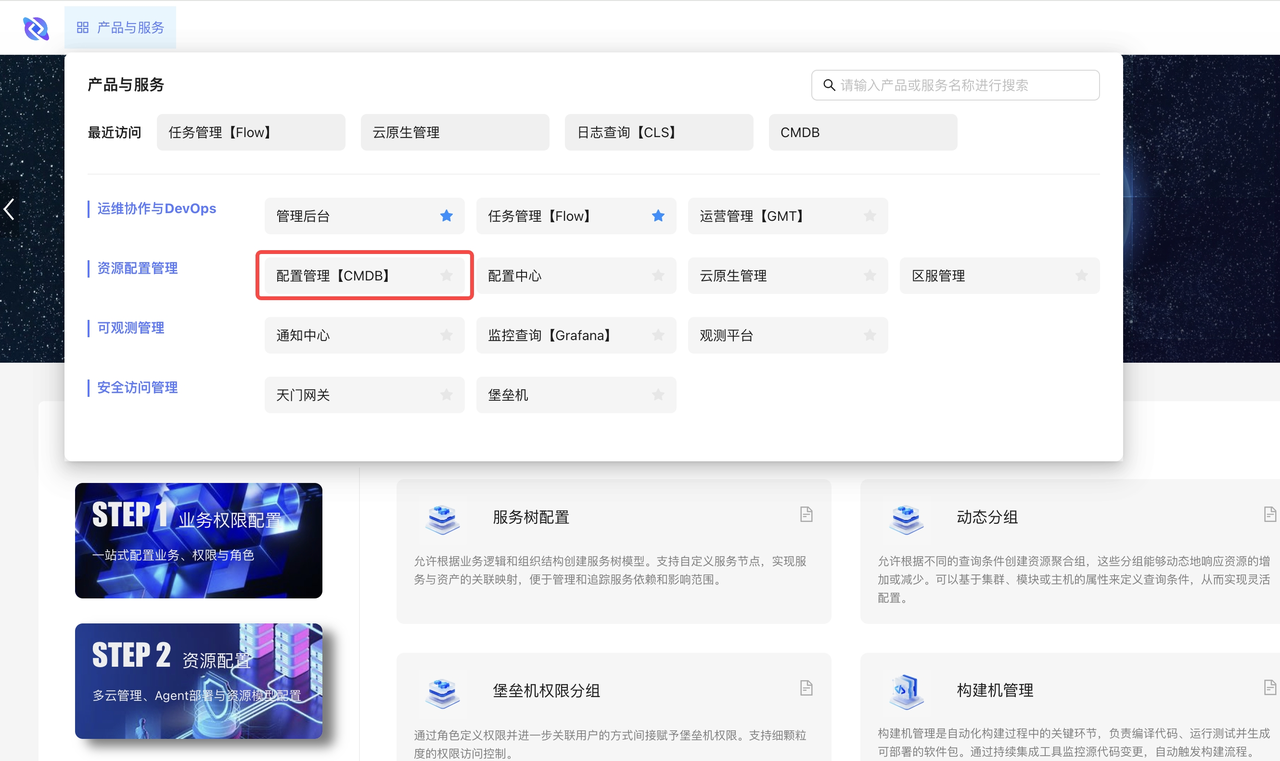 产品与服务
产品与服务
请输入产品或服务名称进行搜索
最近访问
任务管理【Flow】
云原生管理
日志查询【CLS】
CMDB
运维协作与DevOps
管理后台
任务管理【Flow】
运营管理【GMT】
资源配置管理
配置管理【CMDB】
配置中心
云原生管理
区服管理
可观测管理
通知中心
监控查询【Grafana】
观测平台
安全访问管理
天门网关
堡垒机
STEP 1 业务权限配置
一站式配置业务、权限与角色
服务树配置
允许根据业务逻辑和组织结构创建服务树模型。支持自定义服务节点，实现服
务与资产的关联映射，便于管理和追踪服务依赖和影响范围。
动态分组
允许根据不同的查询条件创建资源聚合组，这些分组能够动态地响应资源的增
加或减少。可以基于集群、模块或主机的属性来定义查询条件，从而实现灵活
配置。
STEP 2 资源配置
多云管理、Agent部署与资源模型配置
堡垒机权限分组
通过角色定义权限并进一步关联用户的方式间接赋予堡垒机权限。支持细颗粒
度的权限访问控制。
构建机管理
构建机管理是自动化构建过程中的关键环节，负责编译代码、运行测试并生成
可部署的软件包。通过持续集成工具监控源代码变更，自动触发构建流程。